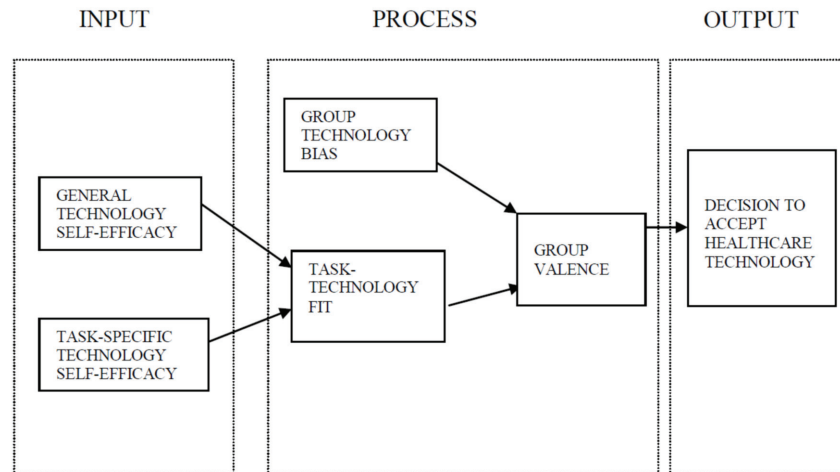 INPUT
PROCESS
OUTPUT
GROUP
TECHNOLOGY
BIAS
GENERAL
TECHNOLOGY
SELF-EFFICACY
TASK-SPECIFIC
TECHNOLOGY
SELF-EFFICACY
TASK-
TECHNOLOGY
FIT
GROUP
VALENCE
DECISION TO
ACCEPT
HEALTHCARE
TECHNOLOGY